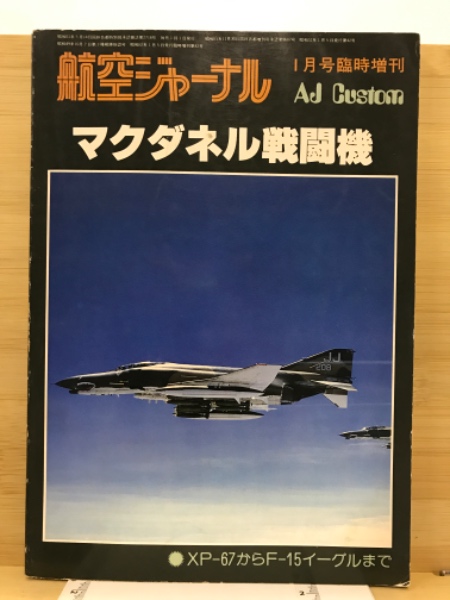 航空ジャーナル
1月号臨時増刊
AJ Custom
マクダネル戦闘機
JJ
208
●XP-67からF-15イーグルまで